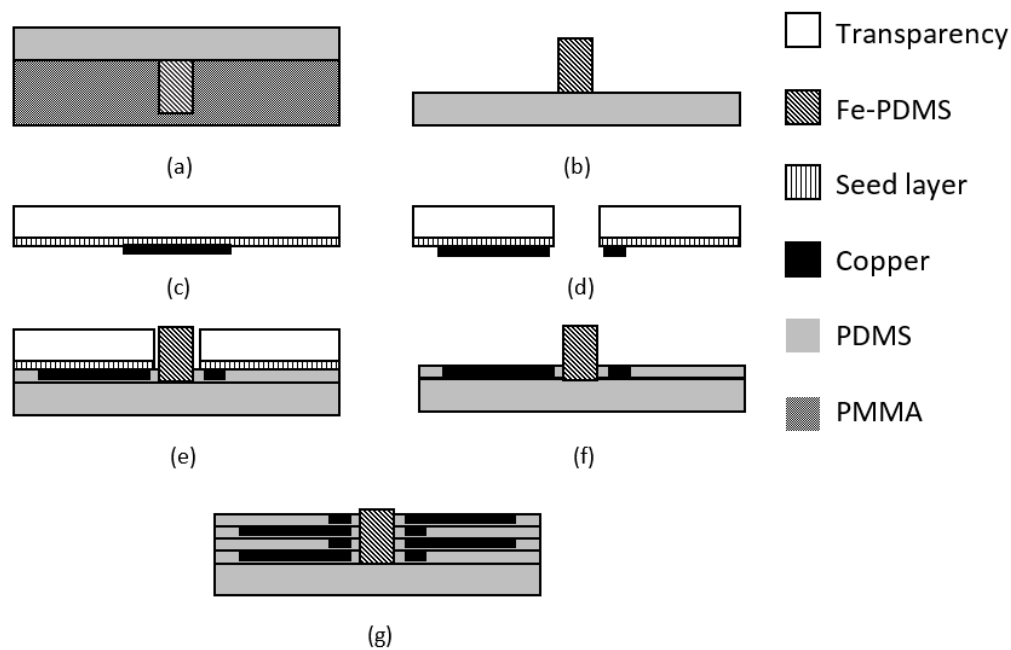 Transparency
Fe-PDMS
Seed layer
Copper
PDMS
PMMA
(a)
(b)
(c)
(d)
(e)
(f)
(g)